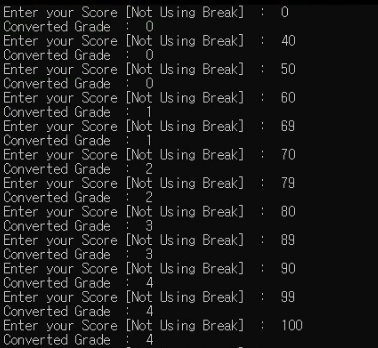 Enter your Score [Not Using Break]  :  0
Converted Grade  :  0
Enter your Score [Not Using Break]  :  40
Converted Grade  :  0
Enter your Score [Not Using Break]  :  50
Converted Grade  :  0
Enter your Score [Not Using Break]  :  60
Converted Grade  :  1
Enter your Score [Not Using Break]  :  69
Converted Grade  :  1
Enter your Score [Not Using Break]  :  70
Converted Grade  :  2
Enter your Score [Not Using Break]  :  79
Converted Grade  :  2
Enter your Score [Not Using Break]  :  80
Converted Grade  :  3
Enter your Score [Not Using Break]  :  89
Converted Grade  :  3
Enter your Score [Not Using Break]  :  90
Converted Grade  :  4
Enter your Score [Not Using Break]  :  99
Converted Grade  :  4
Enter your Score [Not Using Break]  :  100
Converted Grade  :  4